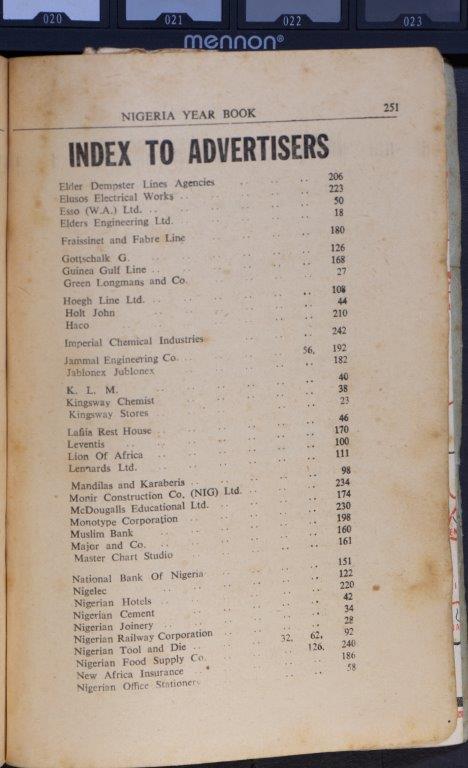 020 021 022 023
mennon®
NIGERIA YEAR BOOK 251
INDEX TO ADVERTISERS
Elder Dempster Lines Agencies .. .. .. 206
Elusos Electrical Works .. .. .. .. 223
Esso (W.A.) Ltd. .. .. .. .. 50
Elders Engineering Ltd. .. .. .. 18
Fraissinet and Fabre Line .. .. .. 180
Gottschalk G. .. .. .. .. 126
Guinea Gulf Line .. .. .. .. 168
Green Longmans and Co. .. .. .. 27
Hoegh Line Ltd. .. .. .. .. 108
Holt John .. .. .. .. 44
Haco .. .. .. .. 210
Imperial Chemical Industries .. .. .. 242
Jammal Engineering Co. .. .. .. 56, 192
Jablonex Jublonex .. .. .. 182
K. L. M. .. .. .. .. 40
Kingsway Chemist .. .. .. .. 38
Kingsway Stores .. .. .. .. 23
Lafiia Rest House .. .. .. .. 46
Leventis .. .. .. .. 170
Lion Of Africa .. .. .. .. 100
Lennards Ltd. .. .. .. .. 111
Mandilas and Karaberis .. .. .. .. 98
Monir Construction Co. (NIG) Ltd. .. .. .. 234
McDougalls Educational Ltd. .. .. .. 174
Monotype Corporation .. .. .. .. 230
Muslim Bank .. .. .. .. 198
Major and Co. .. .. .. .. 160
Master Chart Studio .. .. .. .. 161
National Bank Of Nigeria .. .. .. 151
Nigelec .. .. .. .. 122
Nigerian Hotels .. .. .. .. 220
Nigerian Cement .. .. .. .. 42
Nigerian Joinery .. .. .. .. 34
Nigerian Railway Corporation .. .. .. 28
Nigerian Tool and Die .. .. 32, 62, 92
Nigerian Food Supply Co. .. .. 126, 240
New Africa Insurance .. .. .. .. 186
Nigerian Office Stationery .. .. .. 58